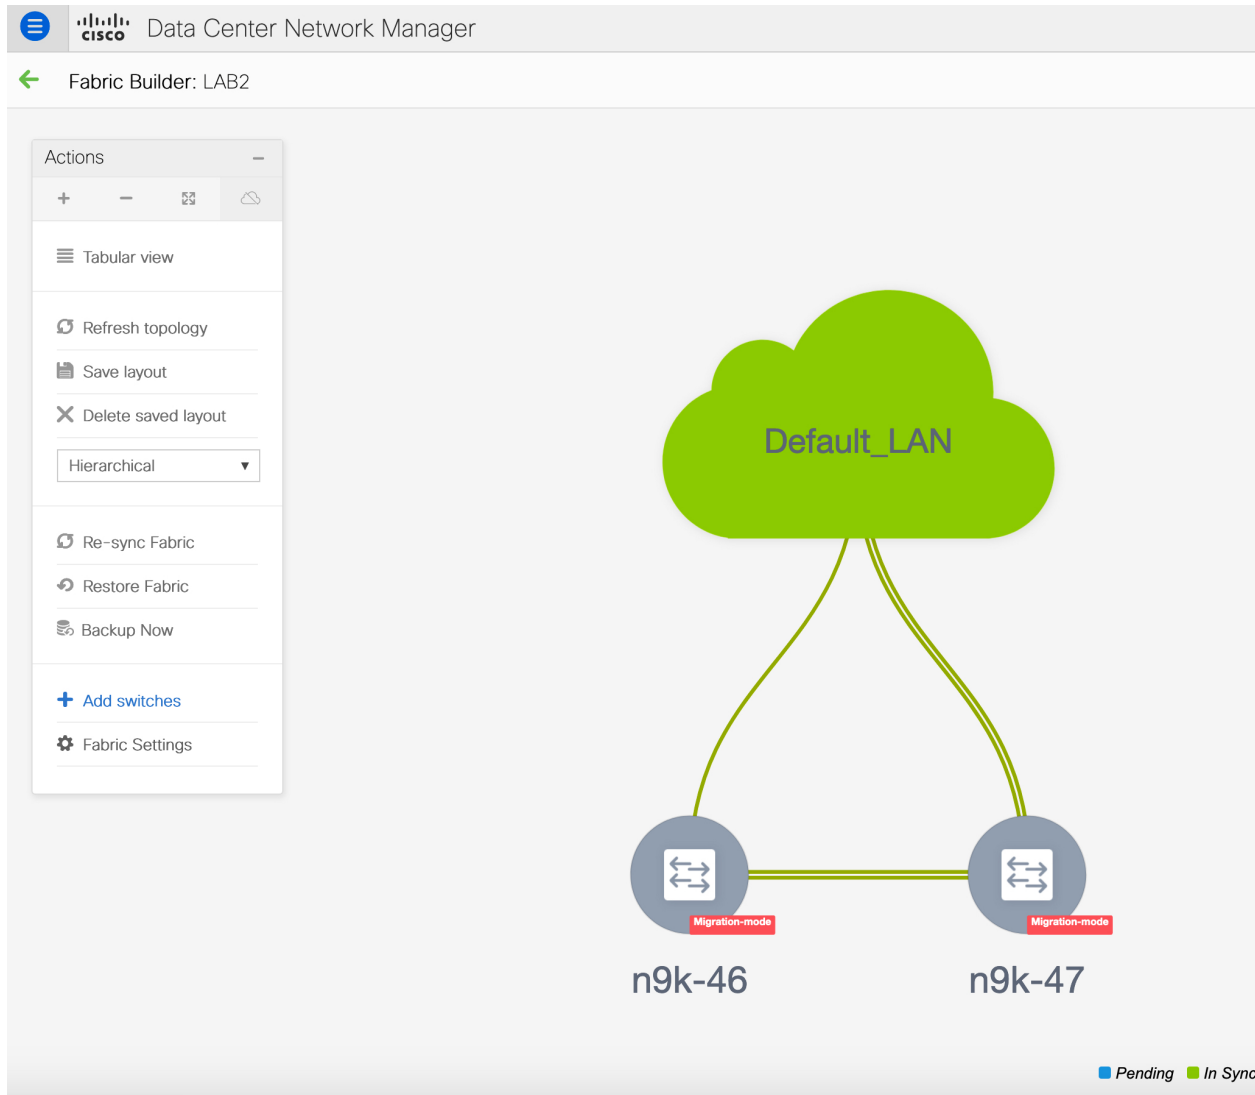 cisco Data Center Network Manager
Fabric Builder: LAB2
Actions
Tabular view
Refresh topology
Save layout
Delete saved layout
Hierarchical
Re-sync Fabric
Restore Fabric
Backup Now
Add switches
Fabric Settings
Default_LAN
Migration-mode
Migration-mode
n9k-46
n9k-47
Pending In Sync